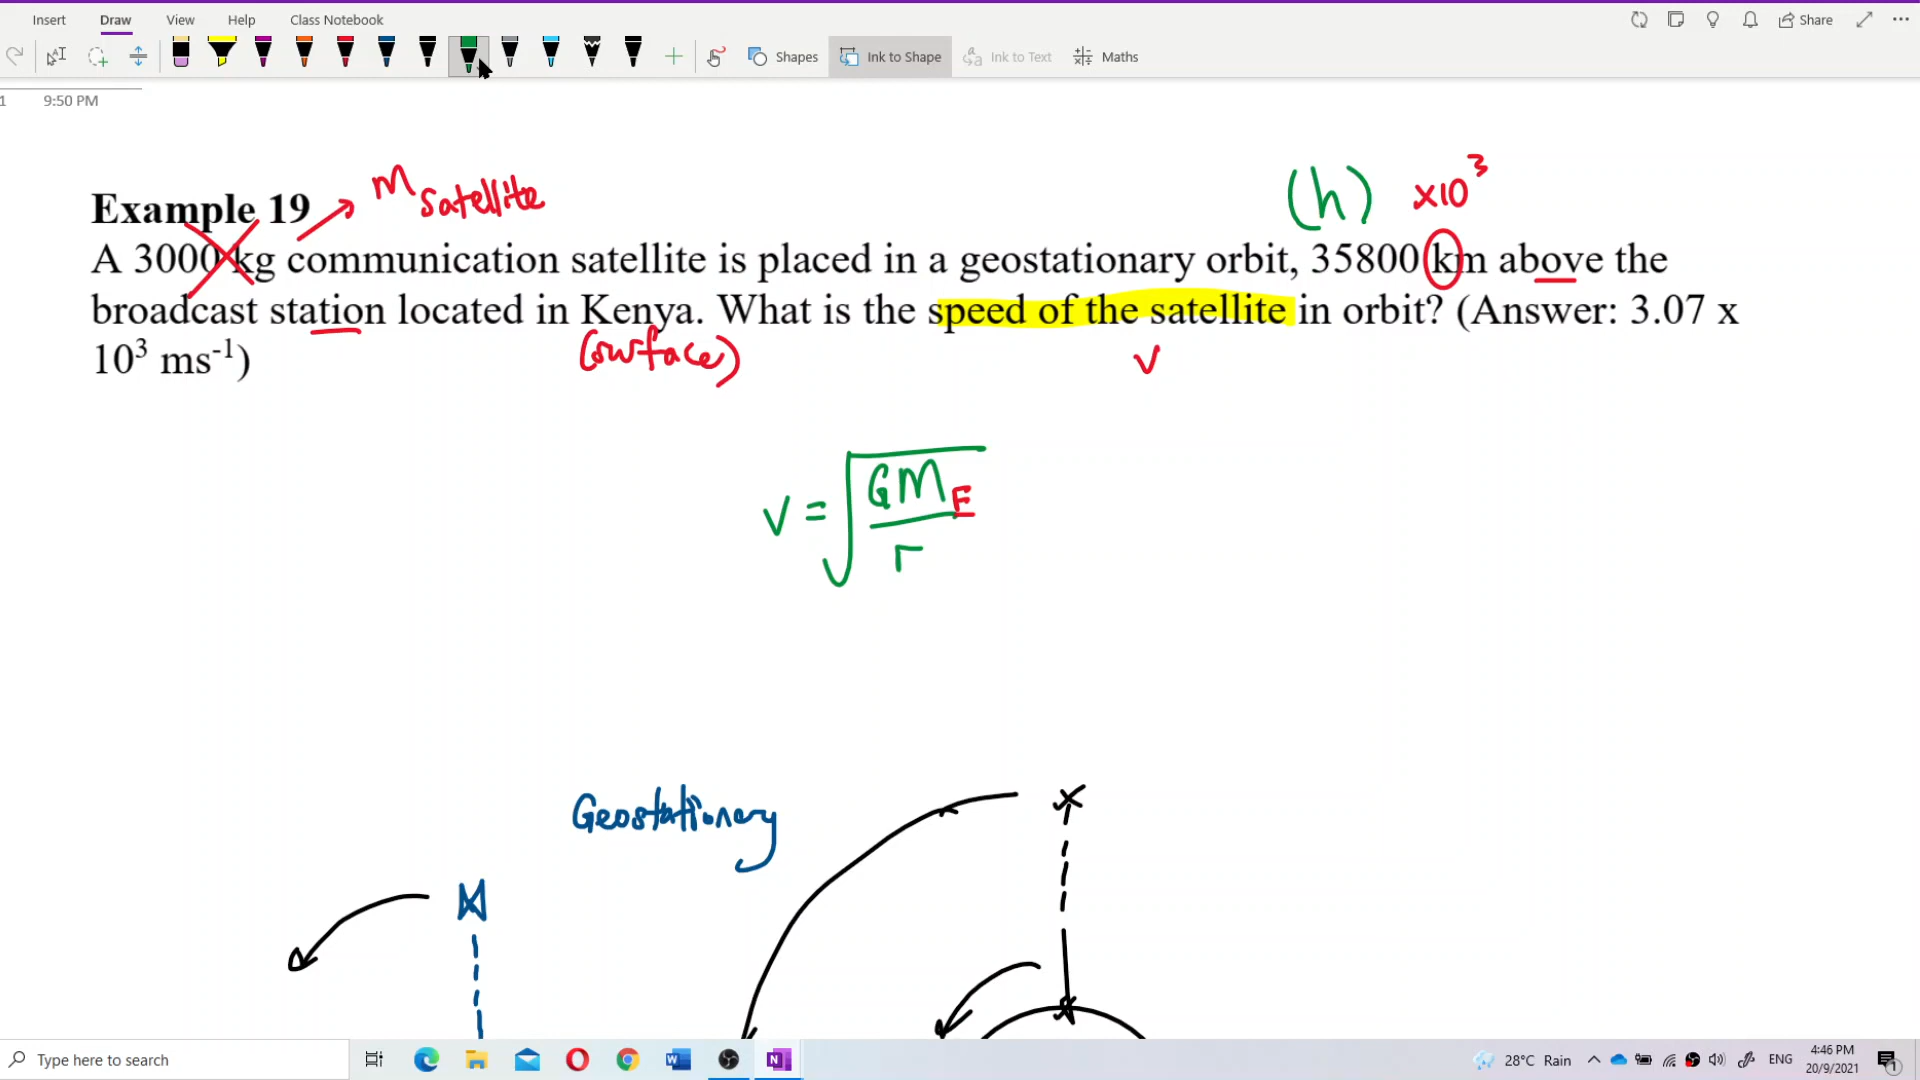 Insert Draw View Help Class Notebook Share
Shapes Ink to Shape Ink to Text Maths
1 9:50 PM
(h) x10³
Example 19 M satellite
A 3000 kg communication satellite is placed in a geostationary orbit, 35800 km above the
broadcast station located in Kenya. What is the speed of the satellite in orbit? (Answer: 3.07 x
(surface) v
10³ ms⁻¹)
v = √(GM_E / r)
Geostationary
Type here to search 28°C Rain ENG 4:46 PM
20/9/2021 1